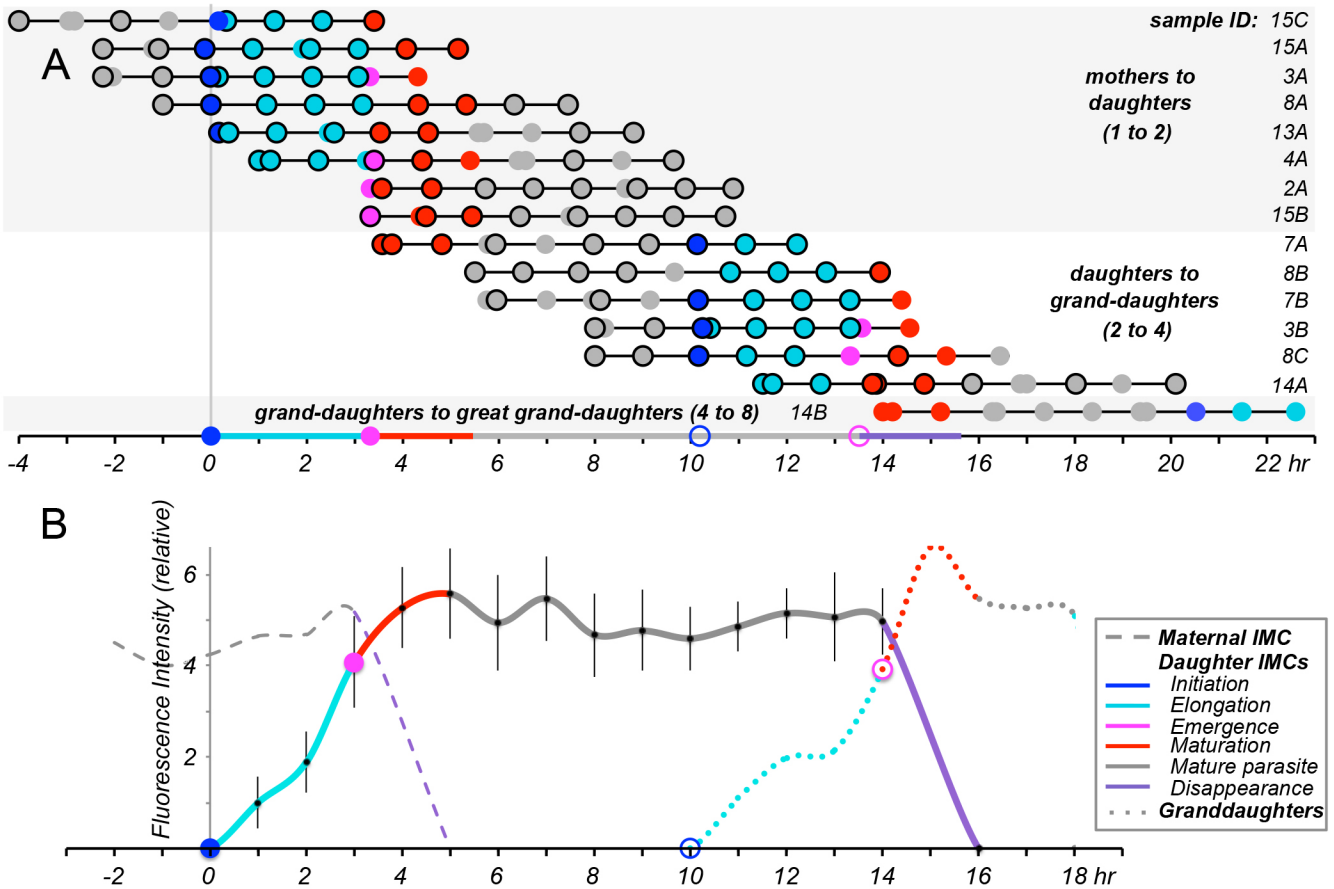 A
sample ID: 15C
15A
mothers to
3A
daughters
8A
(1 to 2)
13A
4A
2A
15B
7A
daughters to
8B
grand-daughters
7B
(2 to 4)
3B
8C
14A
grand-daughters to great grand-daughters (4 to 8) 14B
-4 -2 0 2 4 6 8 10 12 14 16 18 20 22 hr
B
Fluorescence Intensity (relative)
6
4
2
-2 0 2 4 6 8 10 12 14 16 18 hr
Maternal IMC
Daughter IMCs
Initiation
Elongation
Emergence
Maturation
Mature parasite
Disappearance
Granddaughters